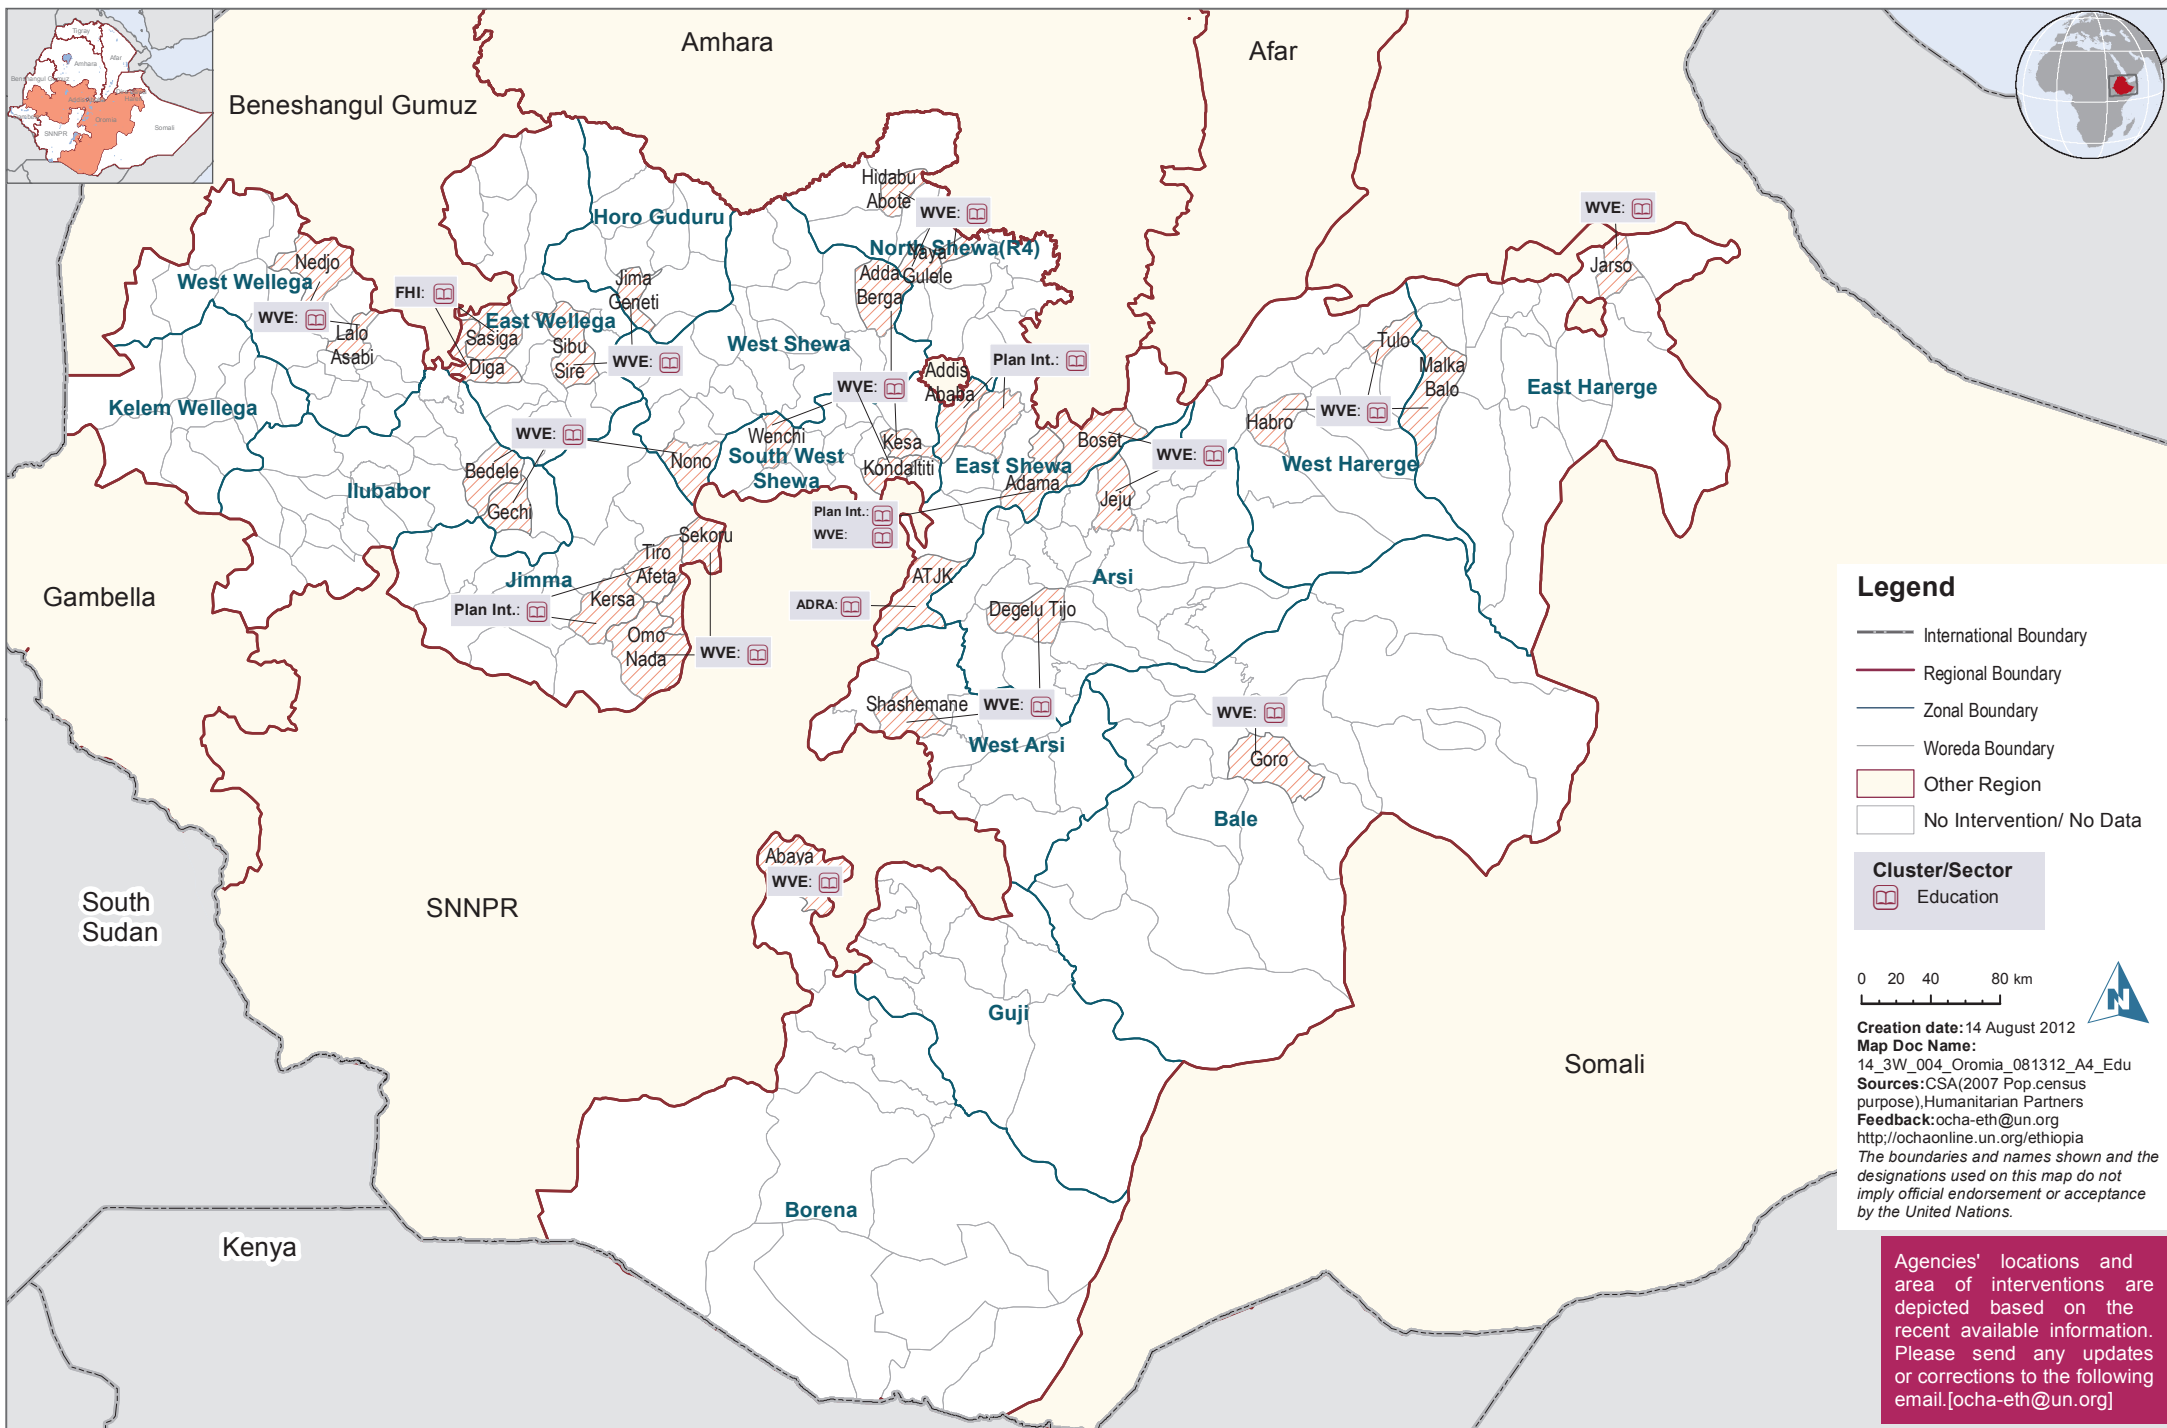 Tigray
Amhara
Afar
Somali
SNNPR
Oromia
Amhara
Afar
Beneshangul Gumuz
Hidabu
Abote
WVE:
WVE:
Horo Guduru
North Shewa(R4)
Yaya
Gulele
Nedjo
Jarso
West Wellega
Jima
Geneti
Adda
Berga
FHI:
WVE:
Lalo
Asabi
East Wellega
Sasiga
Sibu
Sire
Diga
WVE:
West Shewa
Addis
Ababa
Plan Int.:
Tulo
Malka
Balo
East Harerge
Kelem Wellega
WVE:
WVE:
Habro
WVE:
Wenchi
Kesa
Boset
Nono
South West
Shewa
Kondaltiti
East Shewa
WVE:
West Harerge
Bedele
Ilubabor
Adama
Jeju
Gechi
Plan Int.:
WVE:
Sekoru
Tiro
Afeta
Jimma
ATJK
Arsi
Gambella
Kersa
Plan Int.:
ADRA:
Degelu Tijo
Omo
Nada
WVE:
Shashemane
WVE:
WVE:
West Arsi
Goro
Bale
Abaya
WVE:
South
Sudan
SNNPR
Guji
Somali
Borena
Kenya
Legend
International Boundary
Regional Boundary
Zonal Boundary
Woreda Boundary
Other Region
No Intervention/ No Data
Cluster/Sector
Education
0 20 40 80 km
N
Creation date:14 August 2012
Map Doc Name:
14_3W_004_Oromia_081312_A4_Edu
Sources:CSA(2007 Pop.census
purpose),Humanitarian Partners
Feedback:ocha-eth@un.org
http;//ochaonline.un.org/ethiopia
The boundaries and names shown and the
designations used on this map do not
imply official endorsement or acceptance
by the United Nations.
Agencies' locations and
area of interventions are
depicted based on the
recent available information.
Please send any updates
or corrections to the following
email.[ocha-eth@un.org]